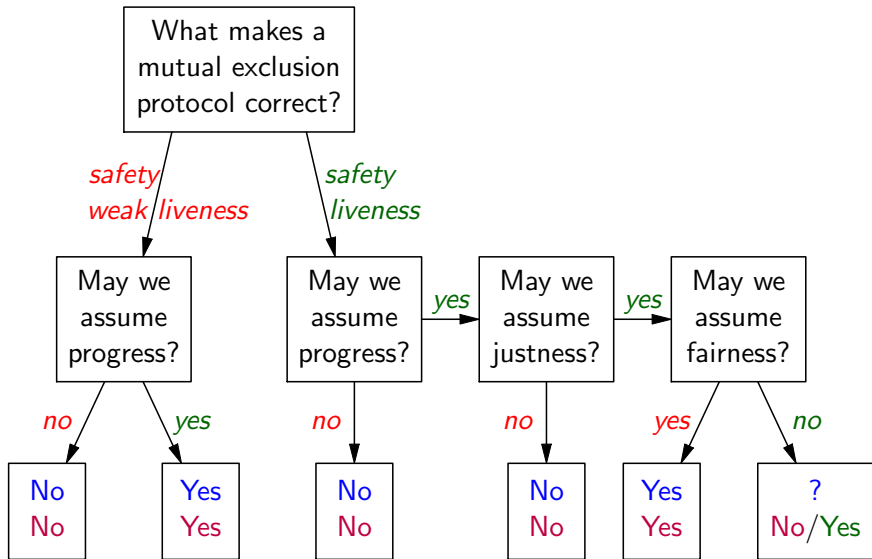 What makes a
mutual exclusion
protocol correct?
safety
weak liveness
safety
liveness
May we
assume
progress?
May we
assume
progress?
yes
May we
assume
justness?
yes
May we
assume
fairness?
no
yes
no
no
yes
no
No
No
Yes
Yes
No
No
No
No
Yes
Yes
?
No/Yes